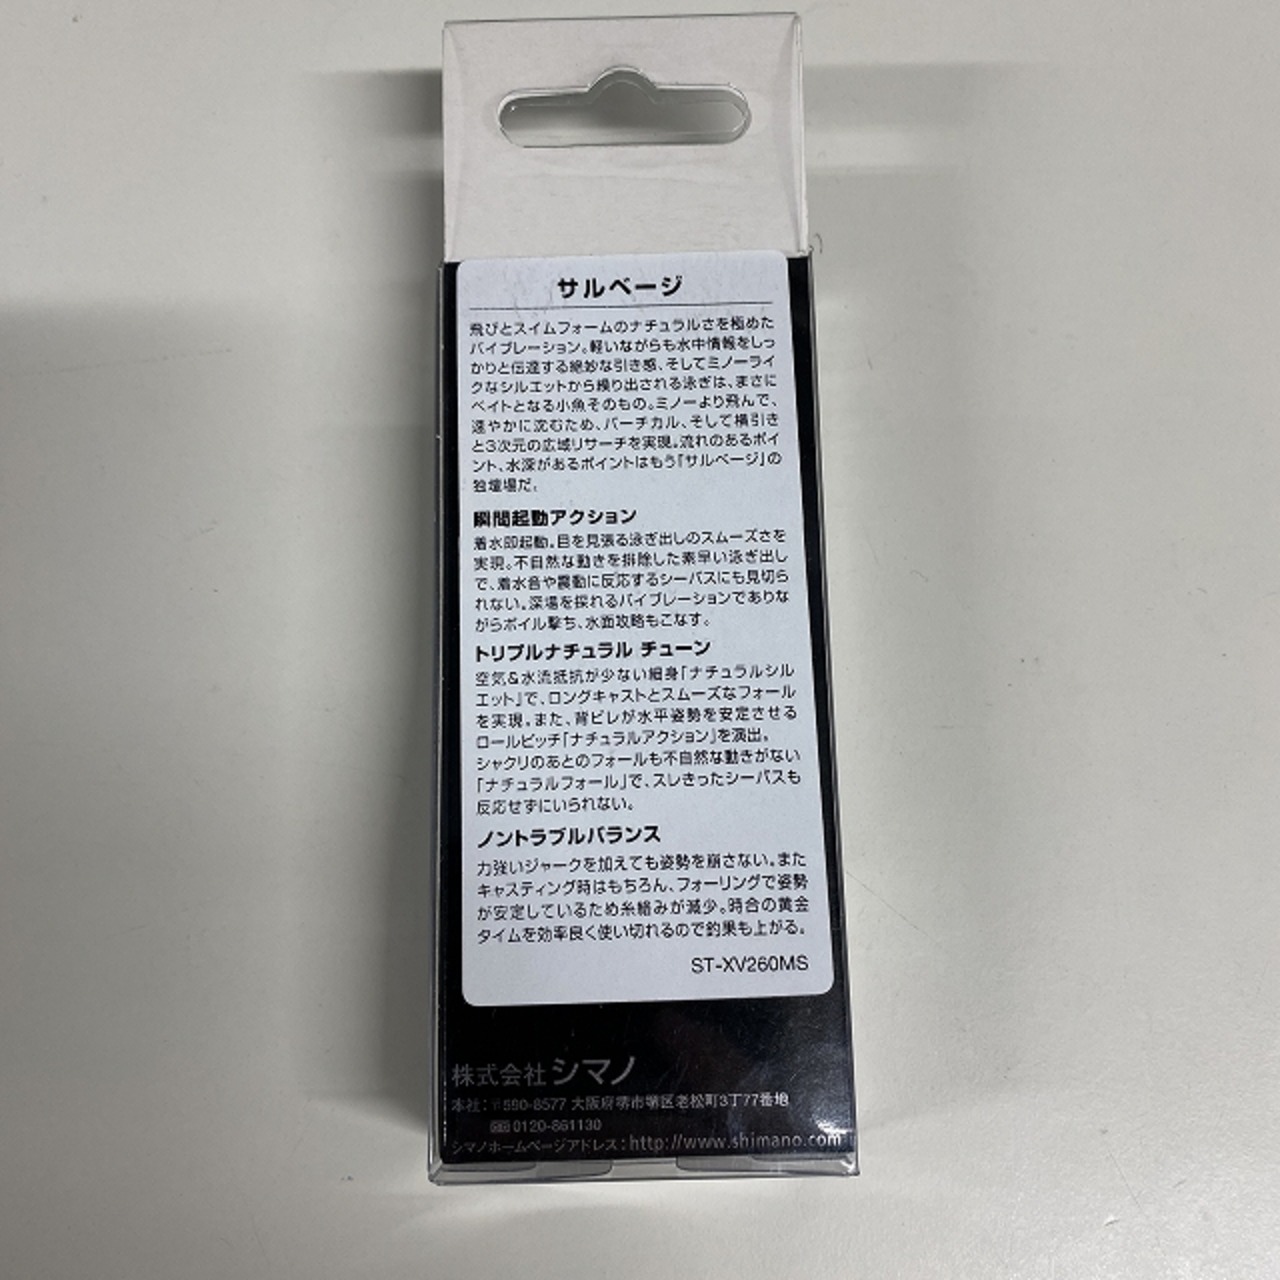 サルベージ
飛びとスイムフォームのナチュラルさを極めた
バイブレーション。軽いながらも水中情報をしっ
かりと伝達する絶妙な引き感、そしてミノーライ
クなシルエットから繰り出される泳ぎは、まさに
ベイトとなる小魚そのもの。ミノーより飛んで、
速やかに沈むため、バーチカル、そして横引き
と3次元の広域リサーチを実現。流れのあるポイ
ント、水深があるポイントはもう「サルベージ」の
独壇場だ。
瞬間起動アクション
着水即起動。目を見張る泳ぎ出しのスムーズさを
実現。不自然な動きを排除した素早い泳ぎ出し
で、着水音や震動に反応するシーバスにも見切ら
れない。深場を採れるバイブレーションでありな
がらボイル撃ち、水面攻略もこなす。
トリプルナチュラル チューン
空気&水流抵抗が少ない細身「ナチュラルシル
エット」で、ロングキャストとスムーズなフォール
を実現。また、背ビレが水平姿勢を安定させる
ロールピッチ「ナチュラルアクション」を演出。
シャクリのあとのフォールも不自然な動きがない
「ナチュラルフォール」で、スレきったシーバスも
反応せずにいられない。
ノントラブルバランス
力強いジャークを加えても姿勢を崩さない。また
キャスティング時はもちろん、フォーリングで姿勢
が安定しているため糸絡みが減少。時合の黄金
タイムを効率良く使い切れるので釣果も上がる。
ST-XV260MS
株式会社シマノ
本社:〒590-8577 大阪府堺市堺区老松町3丁77番地
0120-861130
シマノホームページアドレス:http://www.shimano.com